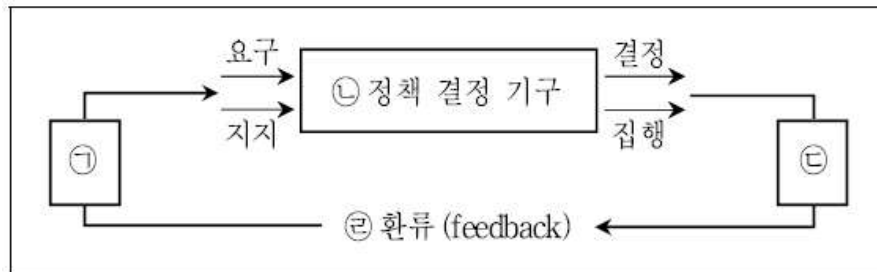 요구
결정
㉡ 정책 결정 기구
지지
집행
㉠
㉢
㉣ 환류 (feedback)